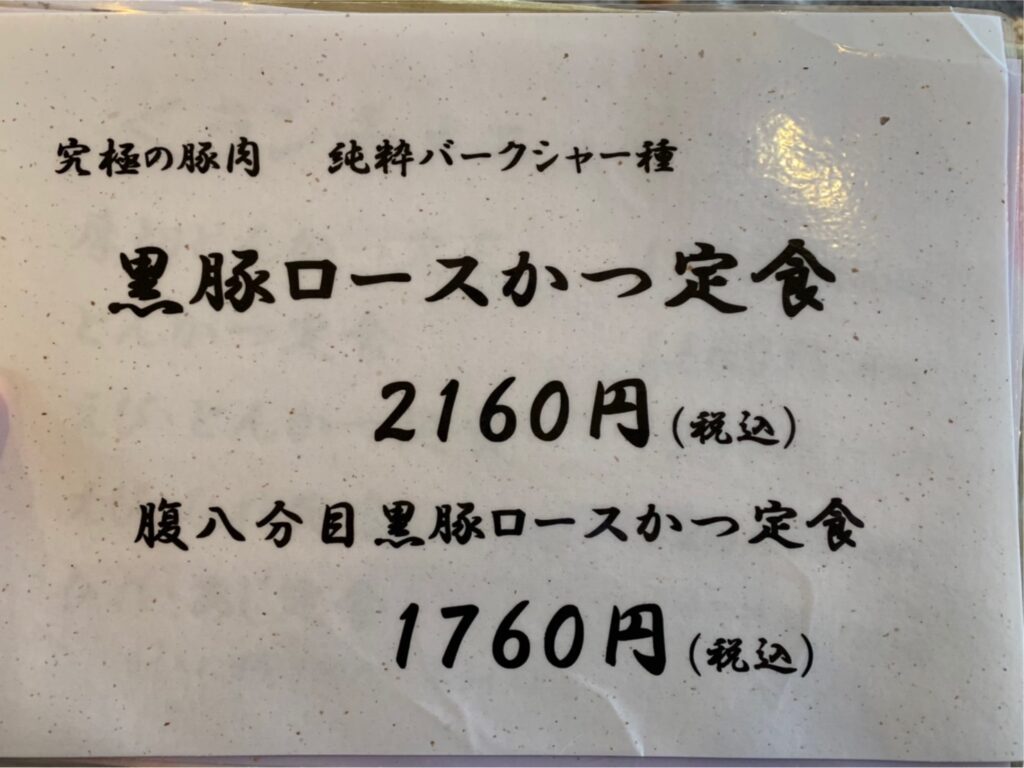 究極の豚肉　純粋バークシャー種
黒豚ロースかつ定食
2160円(税込)
腹八分目黒豚ロースかつ定食
1760円(税込)